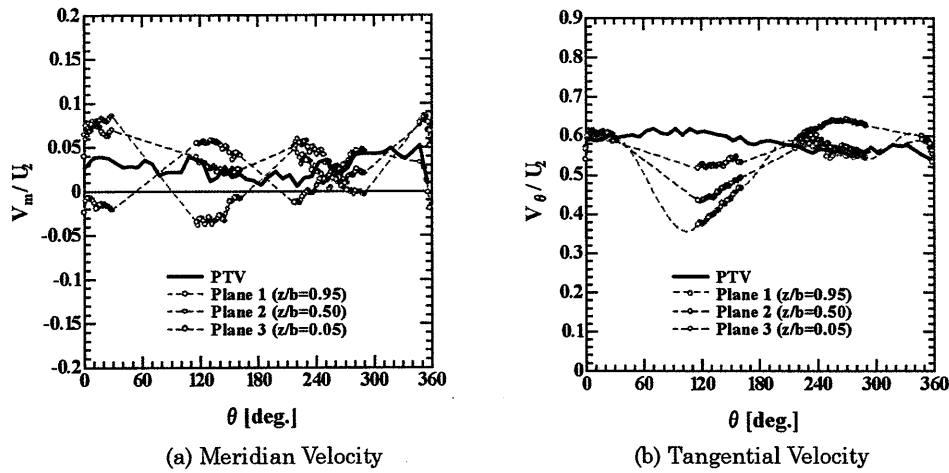 0.2
0.15
0.1
0.05
0
-0.05
-0.1
-0.15
-0.2
V_m / U_2
PTV
Plane 1 (z/b=0.95)
Plane 2 (z/b=0.50)
Plane 3 (z/b=0.05)
0 60 120 180 240 300 360
θ [deg.]
(a) Meridian Velocity
0.9
0.8
0.7
0.6
0.5
0.4
0.3
0.2
0.1
0
V_θ / U_2
PTV
Plane 1 (z/b=0.95)
Plane 2 (z/b=0.50)
Plane 3 (z/b=0.05)
0 60 120 180 240 300 360
θ [deg.]
(b) Tangential Velocity